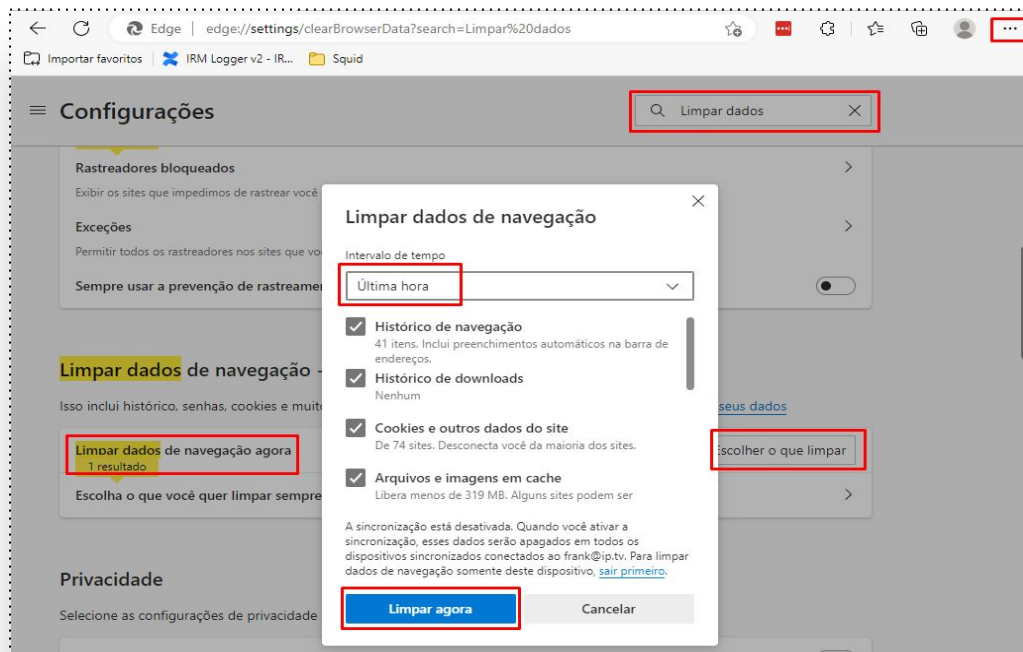 Edge | edge://settings/clearBrowserData?search=Limpar%20dados
Importar favoritos | IRM Logger v2 - IR... Squid
Configurações
Limpar dados
Rastreadores bloqueados
Exibir os sites que impedimos de rastrear você
Exceções
Permitir todos os rastreadores nos sites que
Sempre usar a prevenção de
Limpar dados de navegação -
Isso inclui histórico, senhas, cookies e
seus dados
Limpar dados de navegação agora
1 resultado
Escolher o que limpar
Escolha o que você quer limpar sempre
Privacidade
Selecione as configurações de privacidade
Limpar dados de navegação
Intervalo de tempo
Última hora
Histórico de navegação
41 itens. Inclui preenchimentos automáticos na barra de
endereços.
Histórico de downloads
Nenhum
Cookies e outros dados do site
De 74 sites. Desconecta você da maioria dos sites.
Arquivos e imagens em cache
Libera menos de 319 MB. Alguns sites podem ser
A sincronização está desativada. Quando você ativar a
sincronização, esses dados serão apagados em todos os
dispositivos sincronizados conectados ao frank@ip.tv. Para limpar
dados de navegação somente deste dispositivo, sair primeiro.
Limpar agora
Cancelar